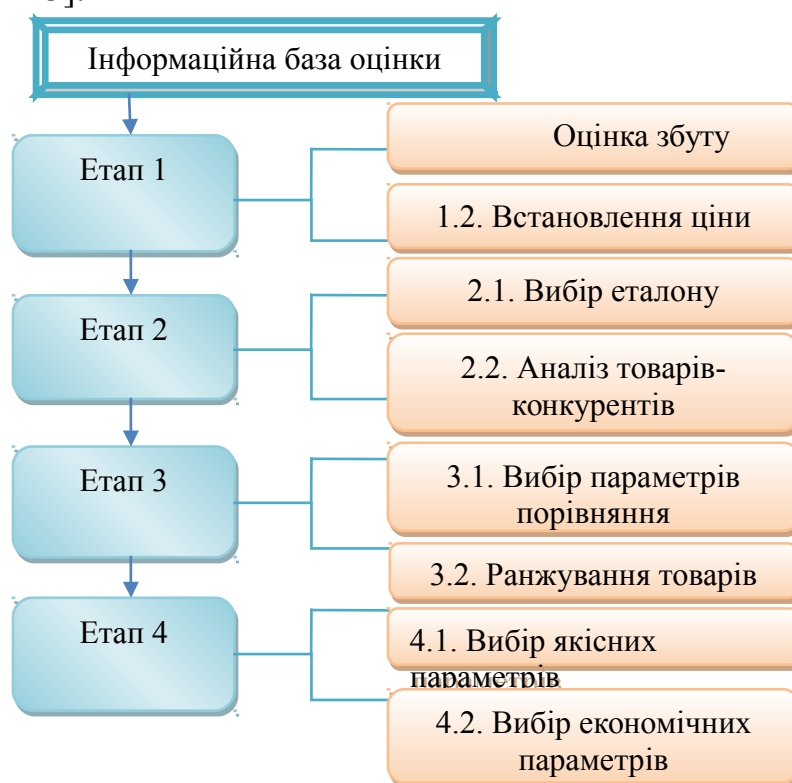 Інформаційна база оцінки
Етап 1
Оцінка збуту
1.2. Встановлення ціни
Етап 2
2.1. Вибір еталону
2.2. Аналіз товарів-
конкурентів
Етап 3
3.1. Вибір параметрів
порівняння
3.2. Ранжування товарів
Етап 4
4.1. Вибір якісних
параметрів
4.2. Вибір економічних
параметрів